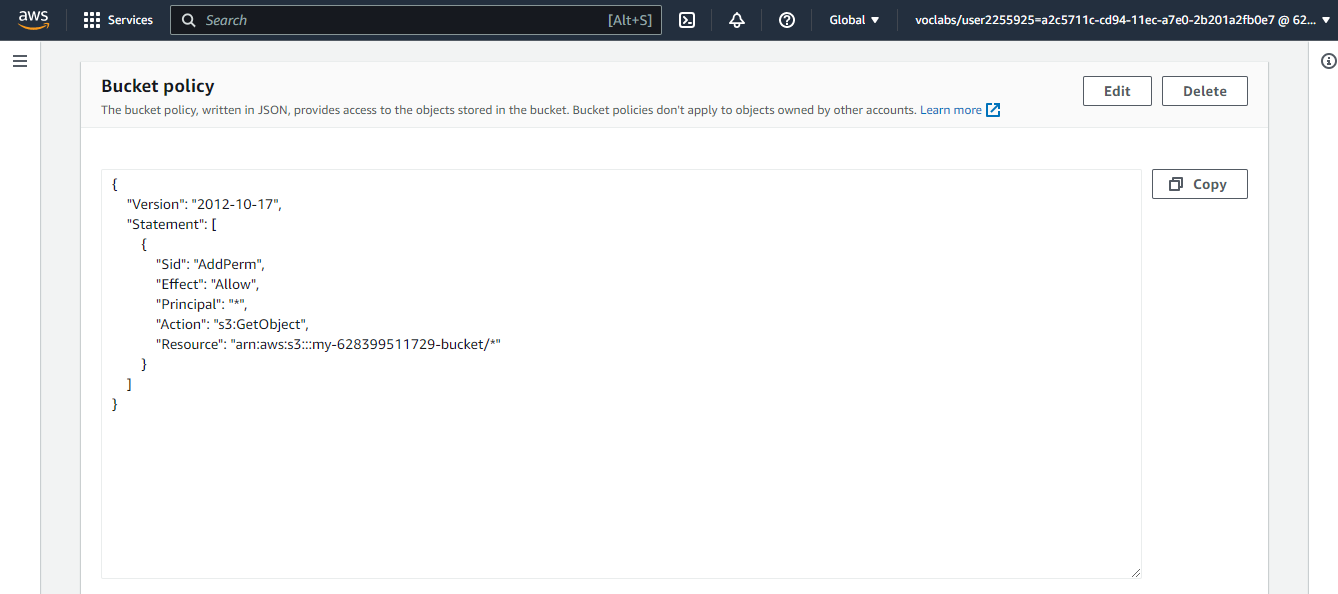 aws Services Search [Alt+S] Global voclabs/user2255925=a2c5711c-cd94-11ec-a7e0-2b201a2fb0e7 @ 62...
Bucket policy
Edit
Delete
The bucket policy, written in JSON, provides access to the objects stored in the bucket. Bucket policies don't apply to objects owned by other accounts. Learn more
Copy
{
"Version": "2012-10-17",
"Statement": [
{
"Sid": "AddPerm",
"Effect": "Allow",
"Principal": "*",
"Action": "s3:GetObject",
"Resource": "arn:aws:s3:::my-628399511729-bucket/*"
}
]
}